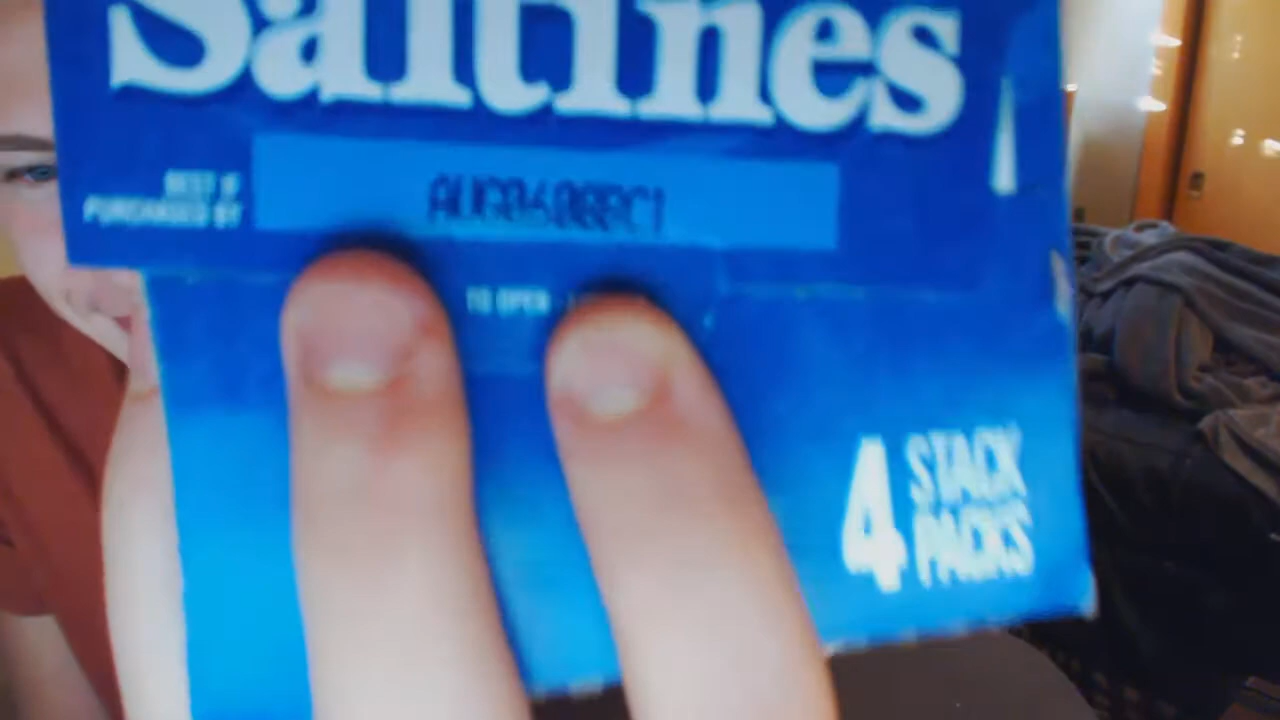 Saltines
BEST IF
PURCHASED BY
TO OPEN
4 STACK
PACKS